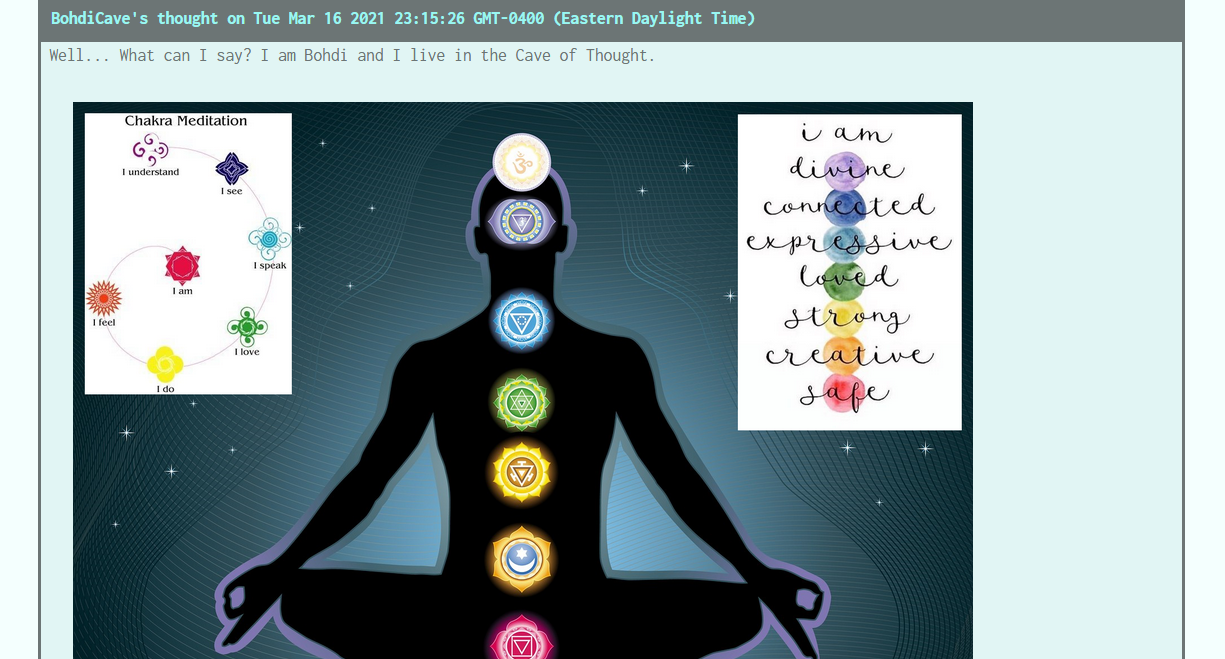 BohdiCave's thought on Tue Mar 16 2021 23:15:26 GMT-0400 (Eastern Daylight Time)
Well... What can I say? I am Bohdi and I live in the Cave of Thought.
Chakra Meditation
I understand
I see
I speak
I am
I feel
I love
I do
i am
divine
connected
expressive
loved
strong
creative
safe
ॐ